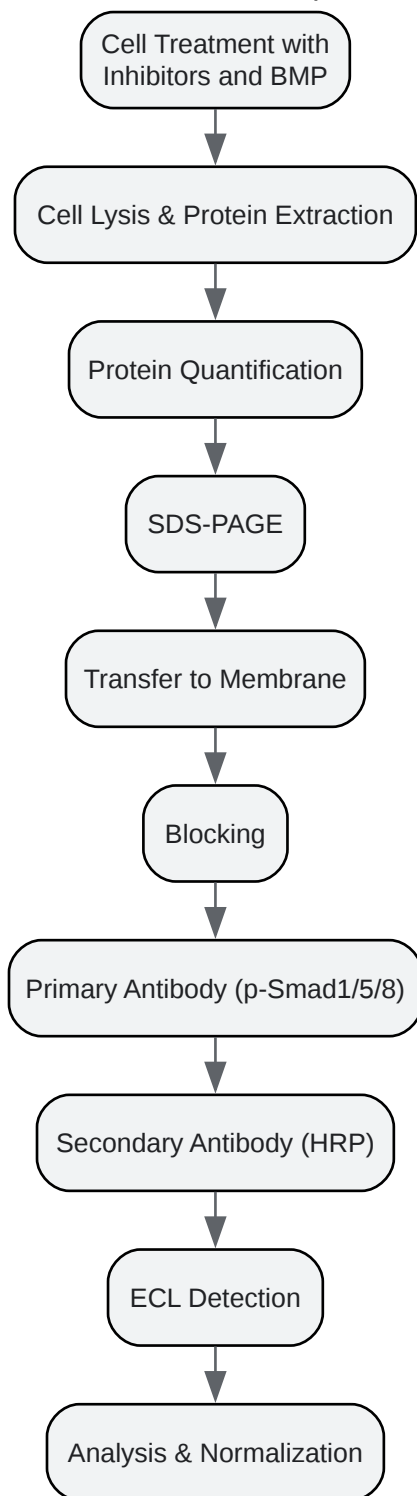 Cell Treatment with
Inhibitors and BMP
Cell Lysis & Protein Extraction
Protein Quantification
SDS-PAGE
Transfer to Membrane
Blocking
Primary Antibody (p-Smad1/5/8)
Secondary Antibody (HRP)
ECL Detection
Analysis & Normalization